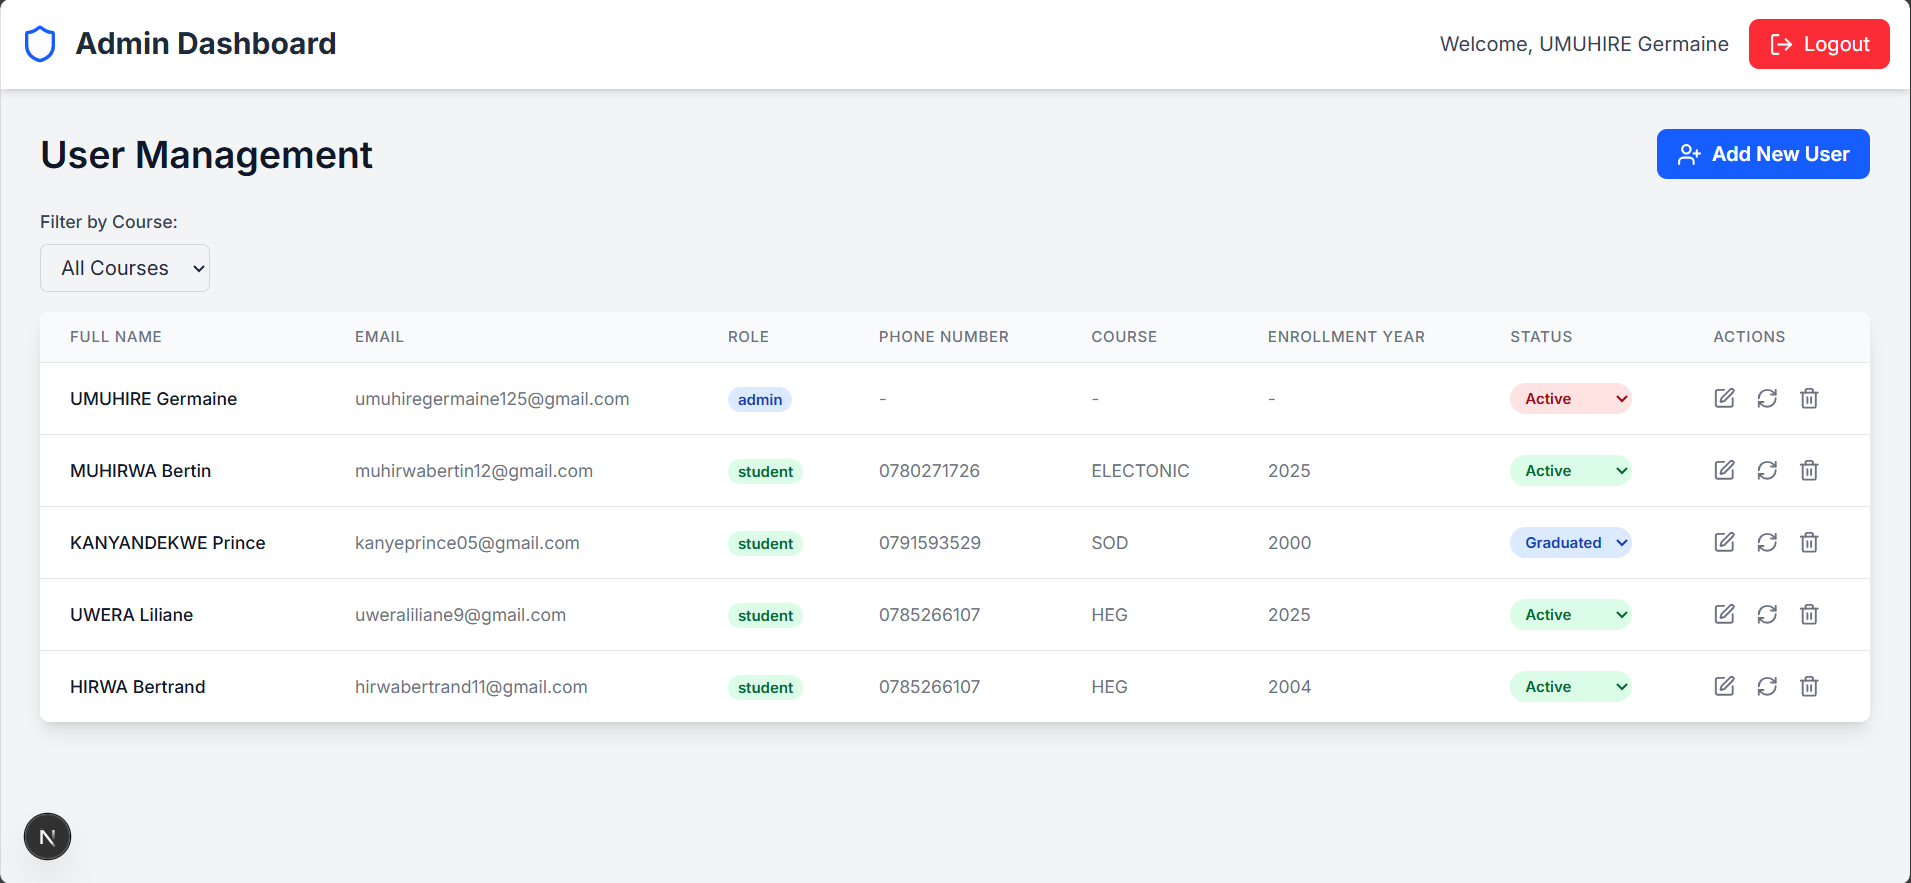 Admin Dashboard
Welcome, UMUHIRE Germaine
Logout
User Management
Add New User
Filter by Course:
All Courses
FULL NAME EMAIL ROLE PHONE NUMBER COURSE ENROLLMENT YEAR STATUS ACTIONS
UMUHIRE Germaine umuhiregermaine125@gmail.com admin - - - Active
MUHIRWA Bertin muhirwabertin12@gmail.com student 0780271726 ELECTONIC 2025 Active
KANYANDEKWE Prince kanyeprince05@gmail.com student 0791593529 SOD 2000 Graduated
UWERA Liliane uweraliliane9@gmail.com student 0785266107 HEG 2025 Active
HIRWA Bertrand hirwabertrand11@gmail.com student 0785266107 HEG 2004 Active
N